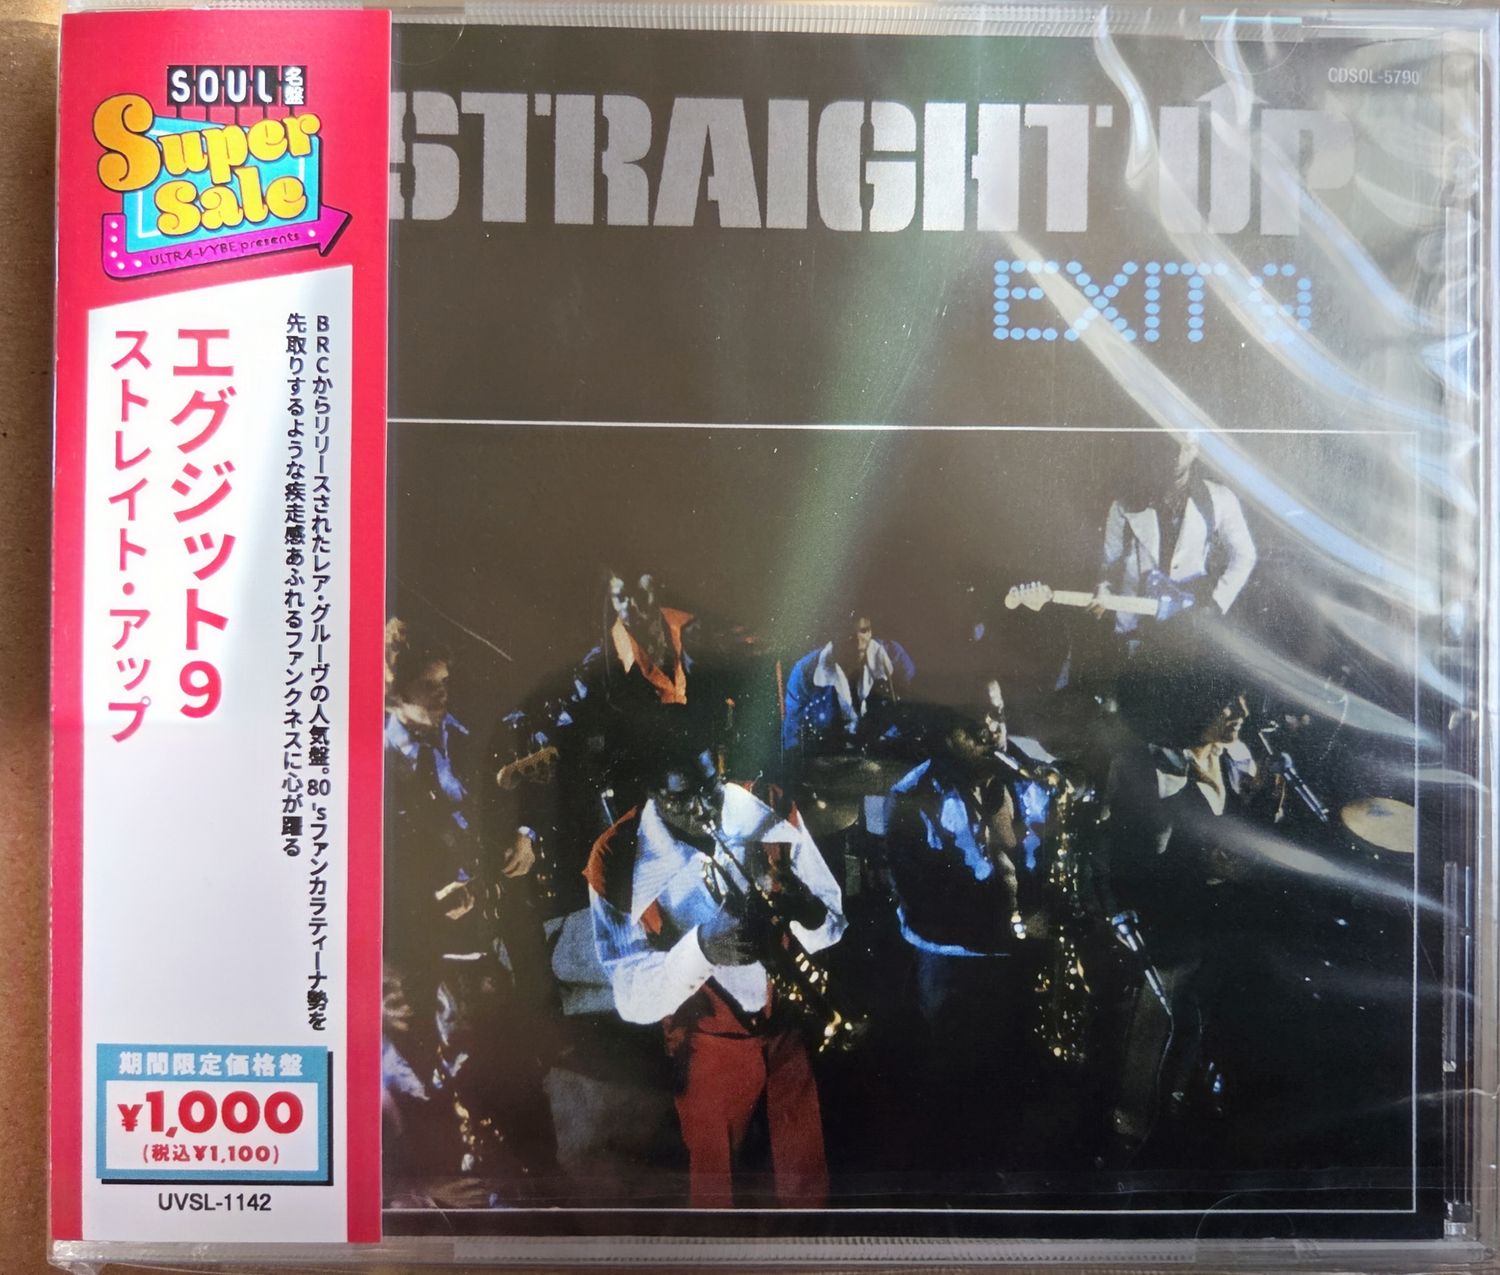 SOUL名盤
Super
Sale
ULTRA-VYBE presents
エグジット9
ストレイト・アップ
BRCからリリースされたレア・グルーヴの人気盤。80'sファンカラティーナ勢を
先取りするような疾走感あふれるファンクネスに心が躍る
期間限定価格盤
¥1,000
(税込¥1,100)
UVSL-1142
CDSOL-5790
STRAIGHT UP
EXIT 9